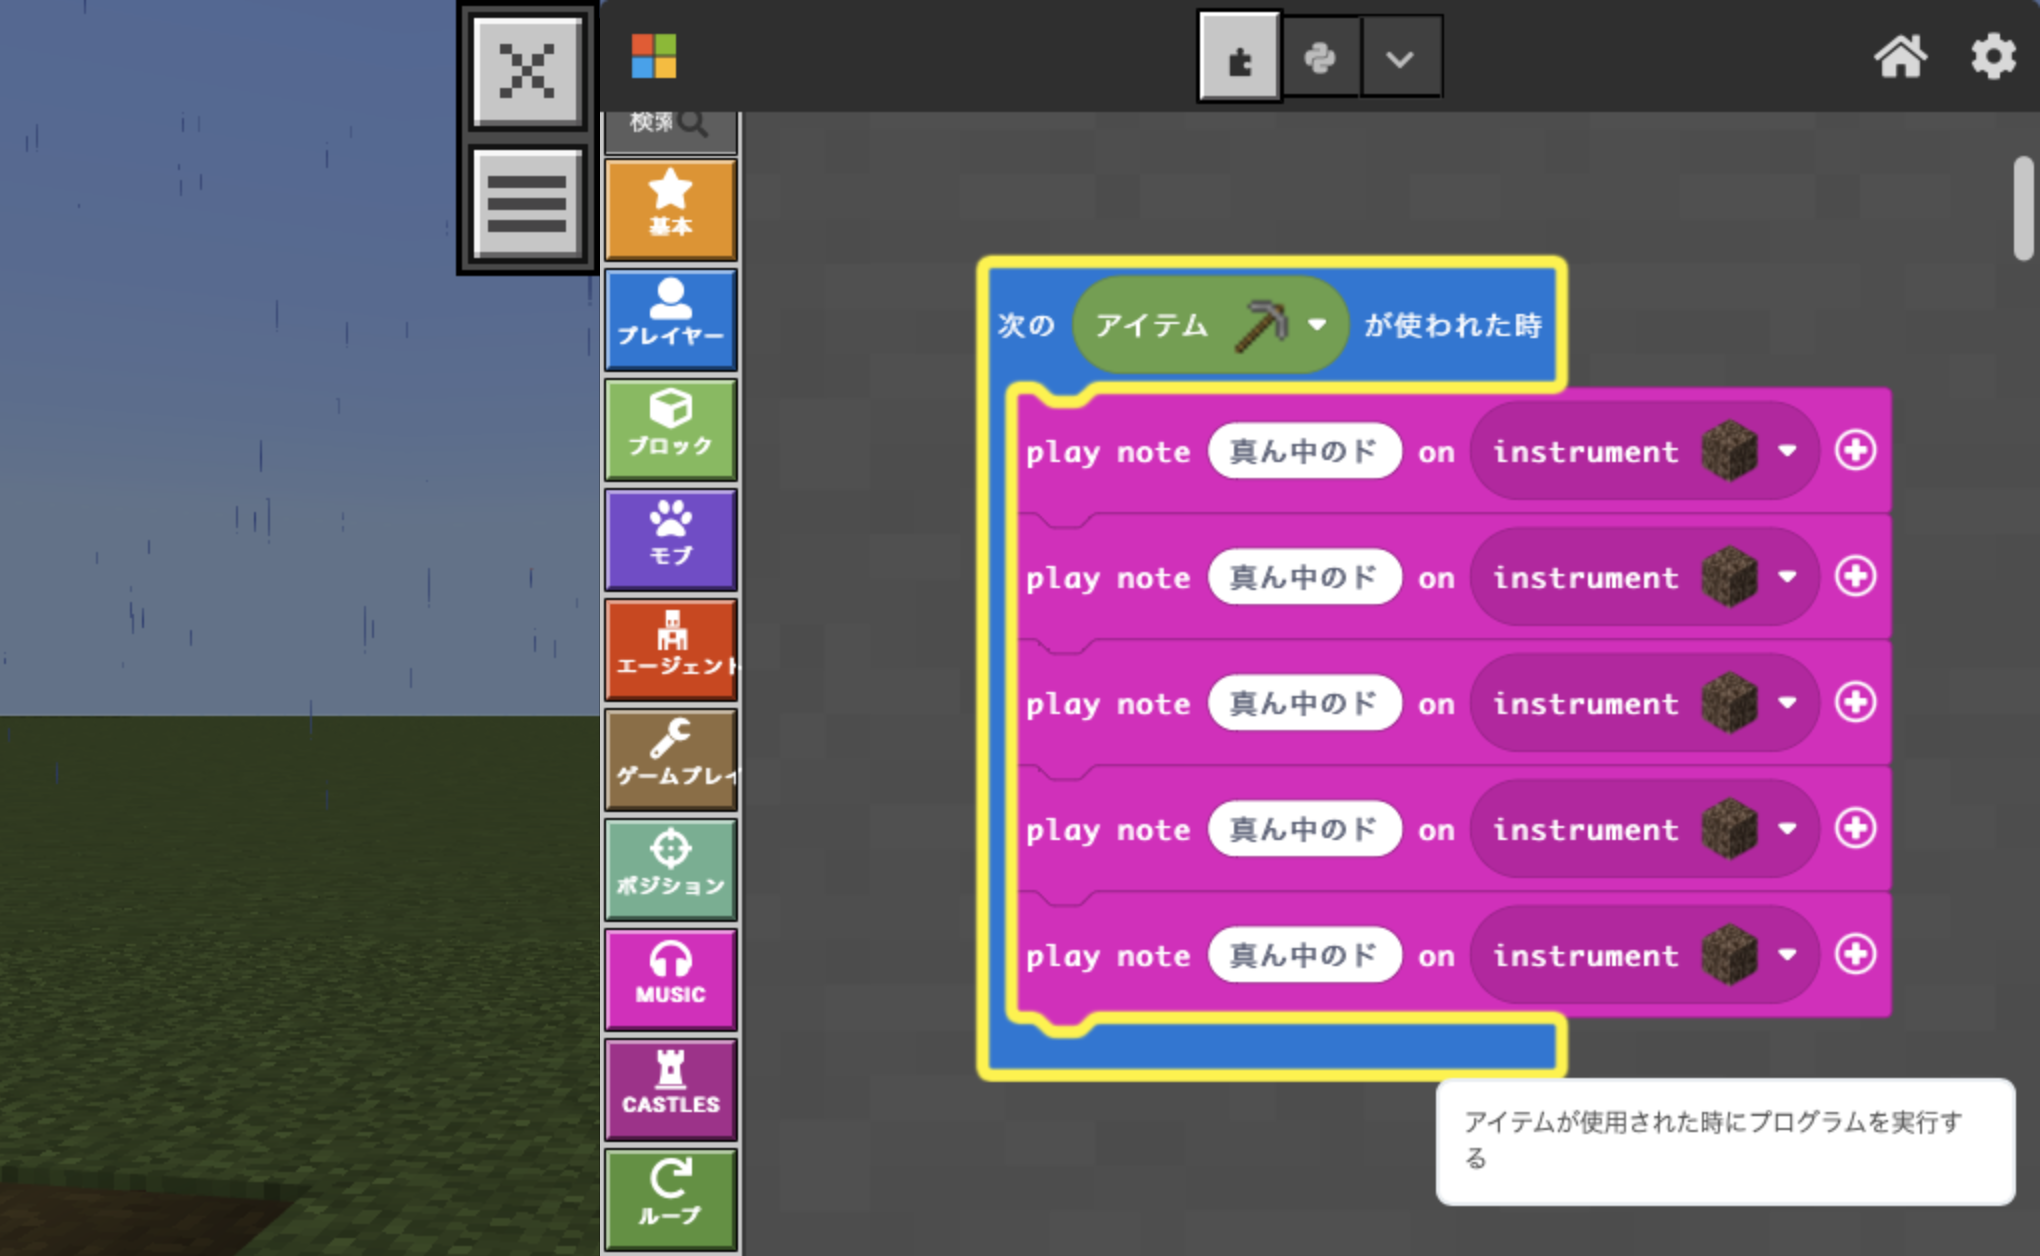 検索
基本
プレイヤー
ブロック
モブ
エージェント
ゲームプレイ
ポジション
MUSIC
CASTLES
ループ
次の アイテム が使われた時
play note 真ん中のド on instrument
play note 真ん中のド on instrument
play note 真ん中のド on instrument
play note 真ん中のド on instrument
play note 真ん中のド on instrument
アイテムが使用された時にプログラムを実行す
る